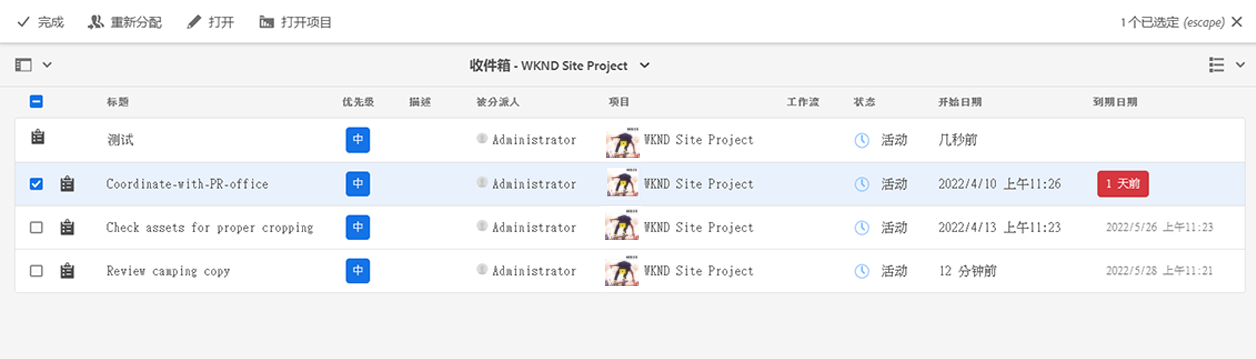 完成 重新分配 打开 打开项目 1 个已选定 (escape)
收件箱 - WKND Site Project
标题 优先级 描述 被分派人 项目 工作流 状态 开始日期 到期日期
测试 中 Administrator WKND Site Project 活动 几秒前
Coordinate-with-PR-office 中 Administrator WKND Site Project 活动 2022/4/10 上午11:26 1 天前
Check assets for proper cropping 中 Administrator WKND Site Project 活动 2022/4/13 上午11:23 2022/5/26 上午11:23
Review camping copy 中 Administrator WKND Site Project 活动 12 分钟前 2022/5/28 上午11:21